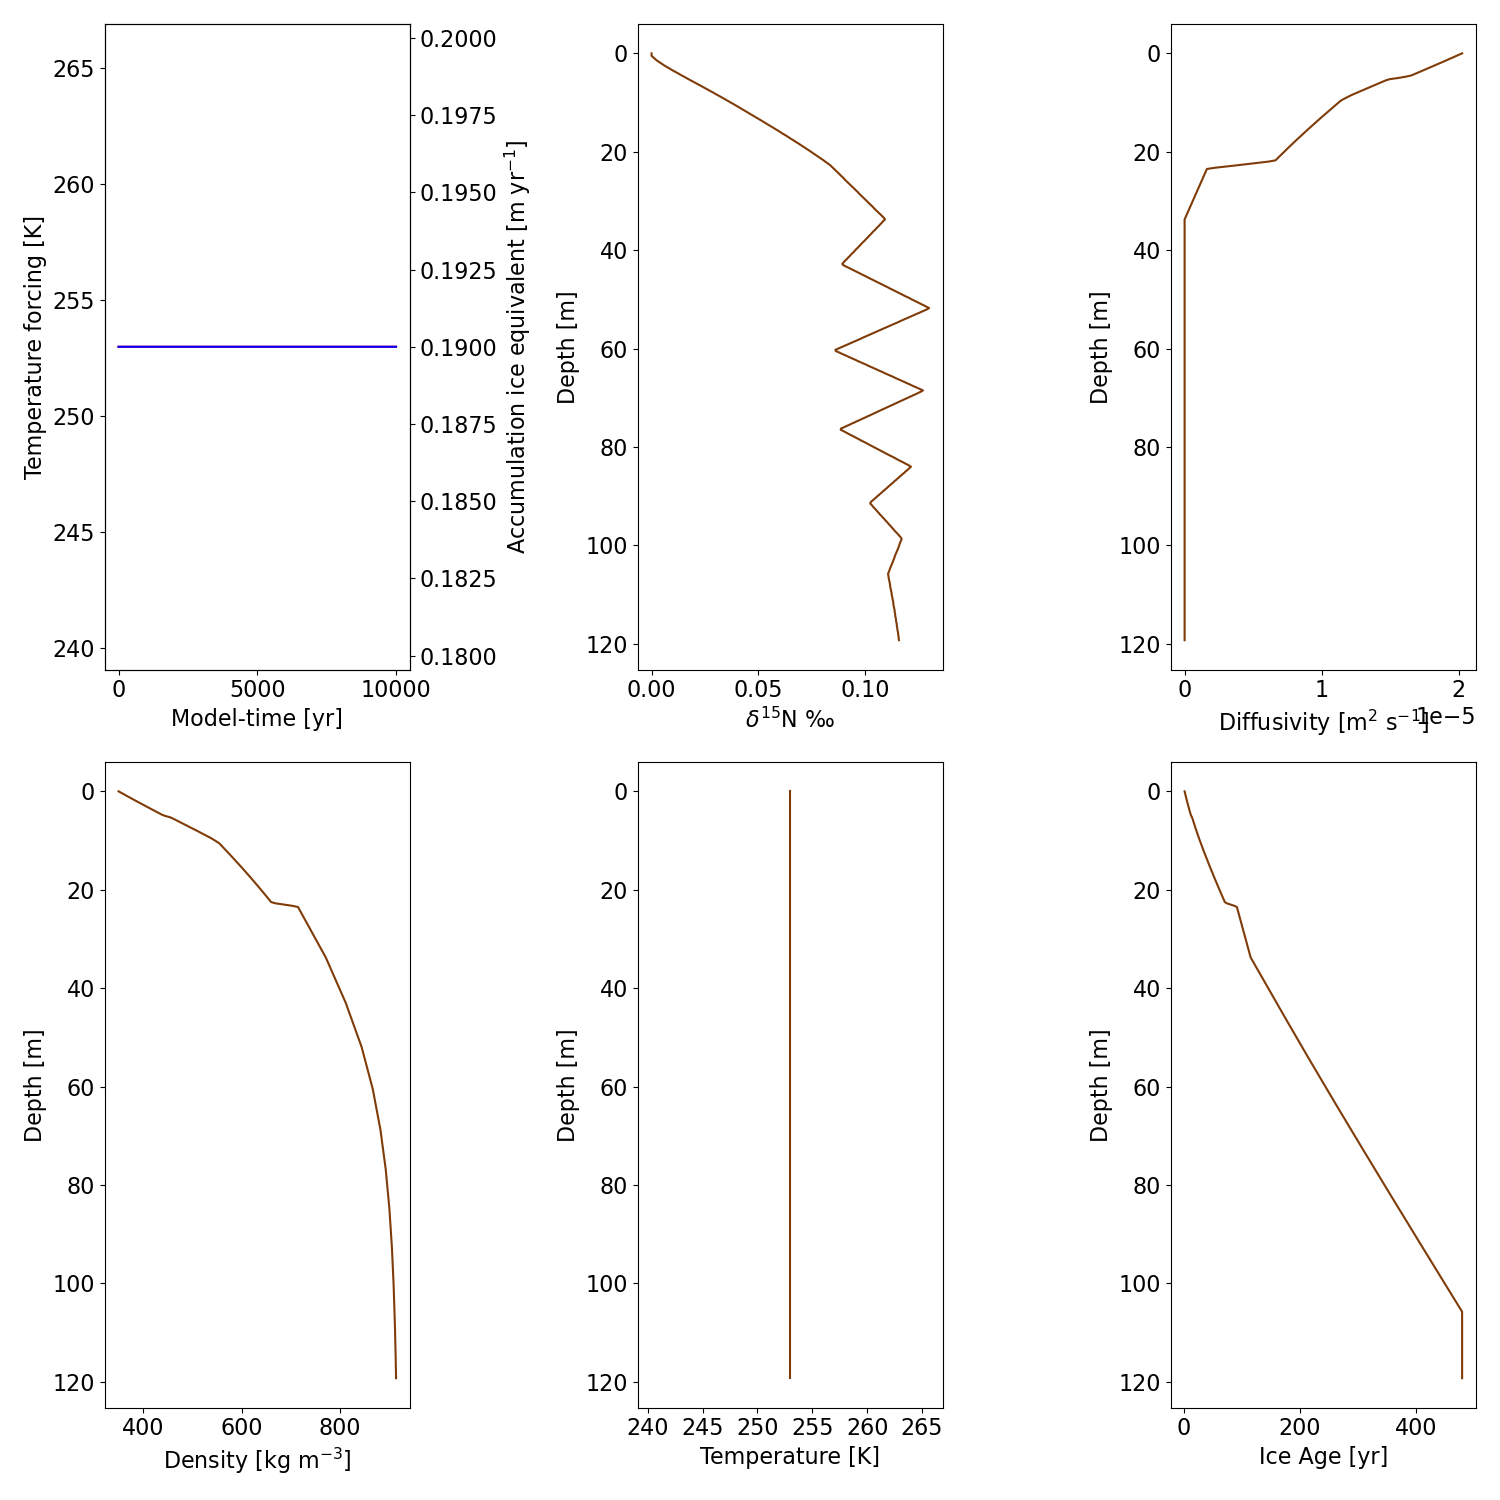 265
260
255
250
245
240
Temperature forcing [K]
0.2000
0.1975
0.1950
0.1925
0.1900
0.1875
0.1850
0.1825
0.1800
Accumulation ice equivalent [m yr⁻¹]
0 5000 10000
Model-time [yr]
0
20
40
60
80
100
120
Depth [m]
0.00 0.05 0.10
δ¹⁵N ‰
0
20
40
60
80
100
120
Depth [m]
0 1 2
Diffusivity [m² s⁻¹]
1e−5
0
20
40
60
80
100
120
Depth [m]
400 600 800
Density [kg m⁻³]
0
20
40
60
80
100
120
Depth [m]
240 245 250 255 260 265
Temperature [K]
0
20
40
60
80
100
120
Depth [m]
0 200 400
Ice Age [yr]